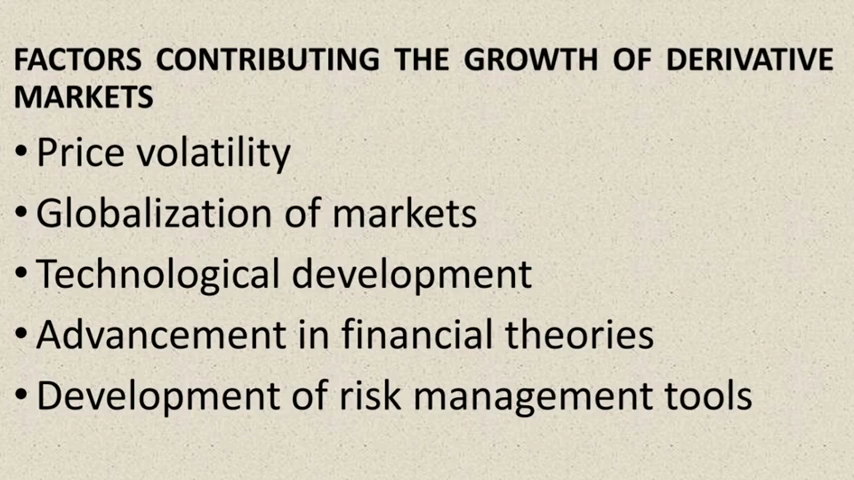 FACTORS CONTRIBUTING THE GROWTH OF DERIVATIVE
MARKETS
• Price volatility
• Globalization of markets
• Technological development
• Advancement in financial theories
• Development of risk management tools